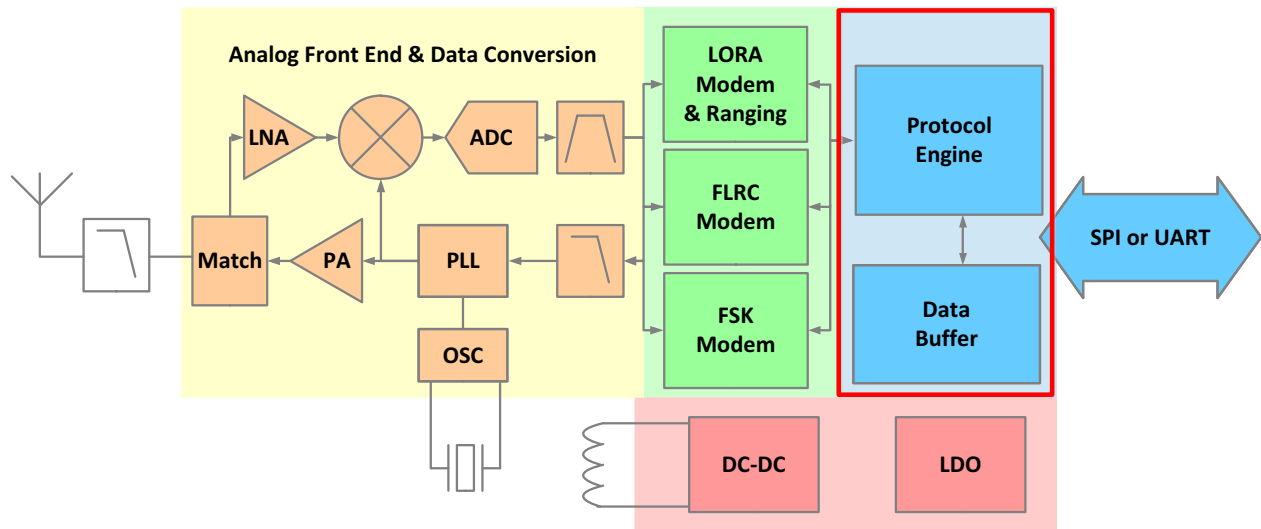 Analog Front End & Data Conversion
LORA
Modem
& Ranging
Protocol
Engine
LNA
ADC
FLRC
Modem
SPI or UART
Match
PA
PLL
Data
Buffer
FSK
Modem
OSC
DC-DC
LDO